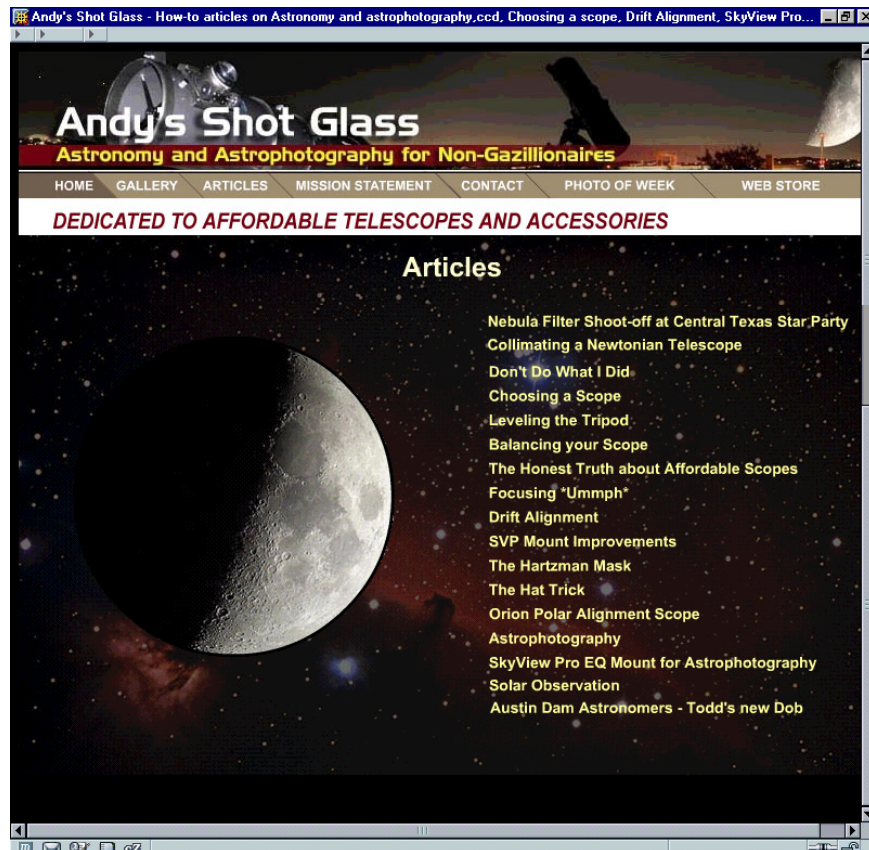 Andy's Shot Glass - How-to articles on Astronomy and astrophotography,ccd, Choosing a scope, Drift Alignment, SkyView Pro...
Andy's Shot Glass
Astronomy and Astrophotography for Non-Gazillionaires
HOME GALLERY ARTICLES MISSION STATEMENT CONTACT PHOTO OF WEEK WEB STORE
DEDICATED TO AFFORDABLE TELESCOPES AND ACCESSORIES
Articles
Nebula Filter Shoot-off at Central Texas Star Party
Collimating a Newtonian Telescope
Don't Do What I Did
Choosing a Scope
Leveling the Tripod
Balancing your Scope
The Honest Truth about Affordable Scopes
Focusing *Ummph*
Drift Alignment
SVP Mount Improvements
The Hartzman Mask
The Hat Trick
Orion Polar Alignment Scope
Astrophotography
SkyView Pro EQ Mount for Astrophotography
Solar Observation
Austin Dam Astronomers - Todd's new Dob